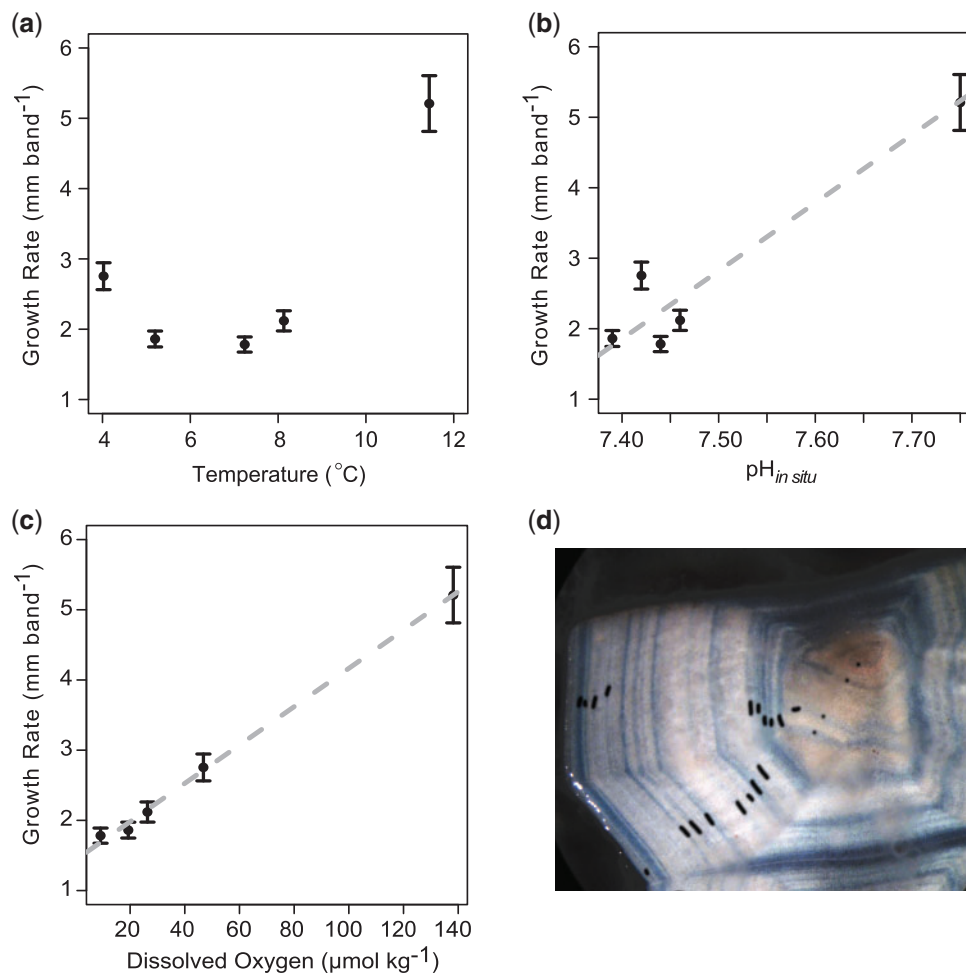 (a)
6
5
4
3
2
1
Growth Rate (mm band⁻¹)
4 6 8 10 12
Temperature (°C)
(b)
6
5
4
3
2
1
Growth Rate (mm band⁻¹)
7.40 7.50 7.60 7.70
pH in situ
(c)
6
5
4
3
2
1
Growth Rate (mm band⁻¹)
20 40 60 80 100 120 140
Dissolved Oxygen (µmol kg⁻¹)
(d)